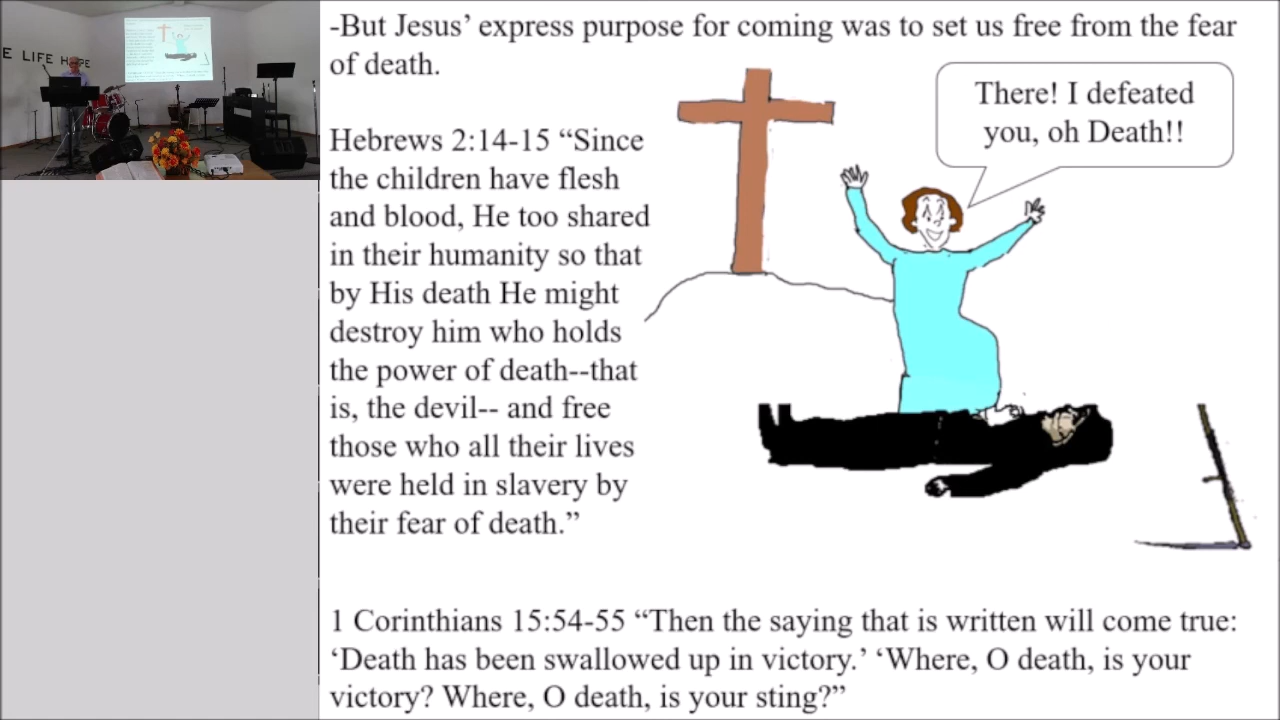 E LIFE HOPE
-But Jesus’ express purpose for coming was to set us free from the fear
of death.
There! I defeated
you, oh Death!!
Hebrews 2:14-15 “Since
the children have flesh
and blood, He too shared
in their humanity so that
by His death He might
destroy him who holds
the power of death--that
is, the devil-- and free
those who all their lives
were held in slavery by
their fear of death.”
1 Corinthians 15:54-55 “Then the saying that is written will come true:
‘Death has been swallowed up in victory.’ ‘Where, O death, is your
victory? Where, O death, is your sting?”